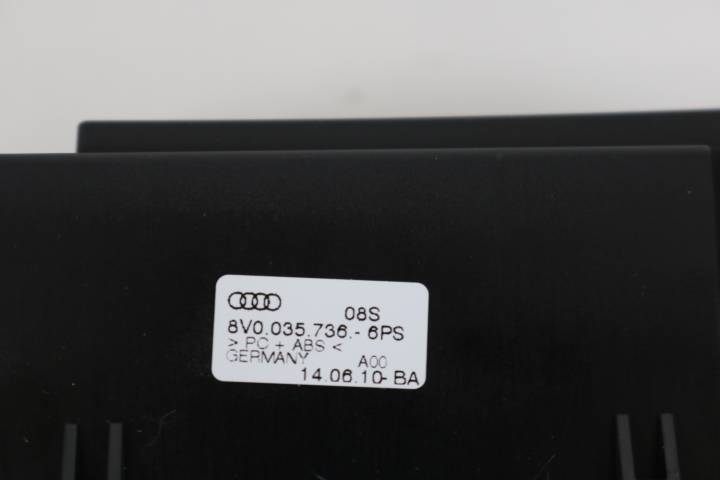 08S
8V0.035.736.- 6PS
> PC + ABS <
GERMANY A00
14.06.10- BA